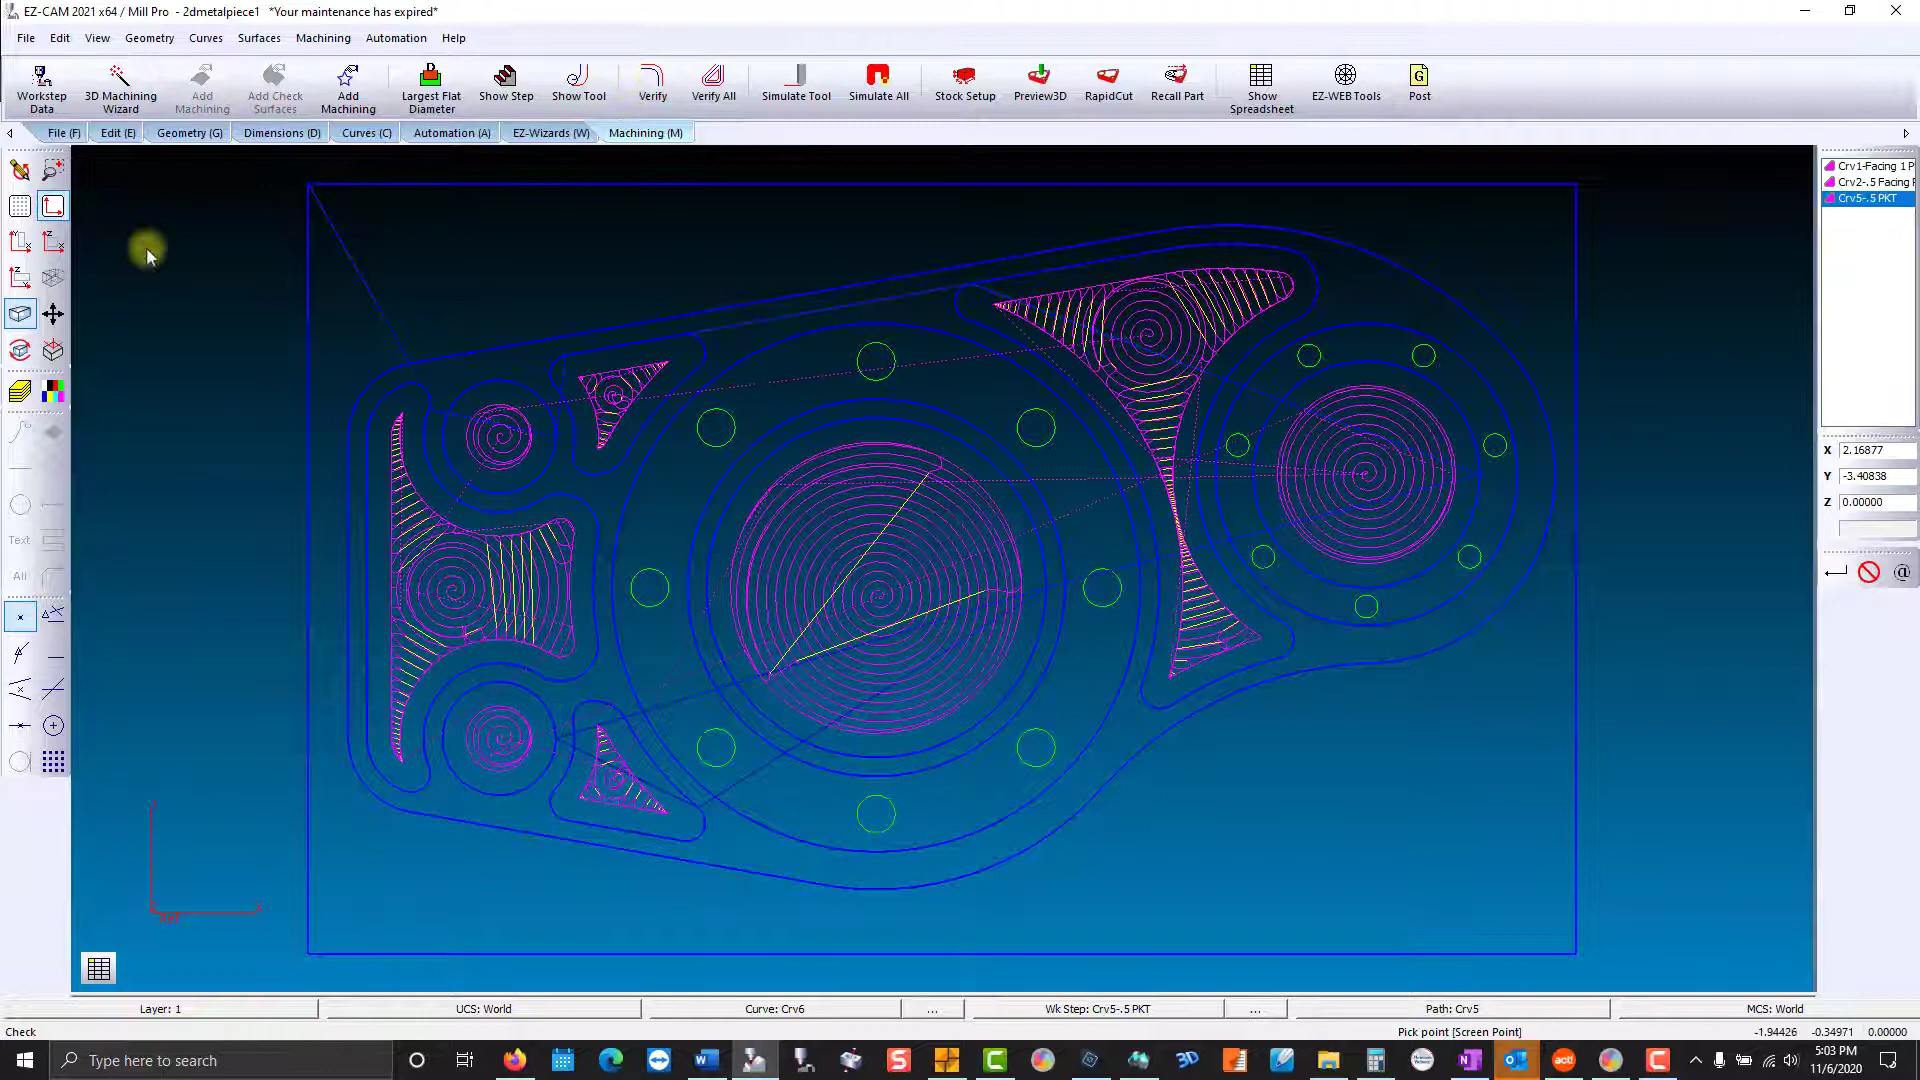 EZ-CAM 2021 x64 / Mill Pro - 2dmetalpiece1   *Your maintenance has expired*
File Edit View Geometry Curves Surfaces Machining Automation Help
Workstep Data
3D Machining Wizard
Add Machining
Add Check Surfaces
Add Machining
Largest Flat Diameter
Show Step
Show Tool
Verify
Verify All
Simulate Tool
Simulate All
Stock Setup
Preview3D
RapidCut
Recall Part
Show Spreadsheet
EZ-WEB Tools
Post
File (F) Edit (E) Geometry (G) Dimensions (D) Curves (C) Automation (A) EZ-Wizards (W) Machining (M)
Crv1-Facing 1 P
Crv2-.5 Facing
Crv5-.5 PKT
X 2.16877
Y -3.40838
Z 0.00000
Text
All
X
Layer: 1
UCS: World
Curve: Crv6
...
Wk Step: Crv5-.5 PKT
...
Path: Crv5
MCS: World
Check
Pick point [Screen Point]
-1.94426 -0.34971 0.00000
Type here to search
5:03 PM
11/6/2020